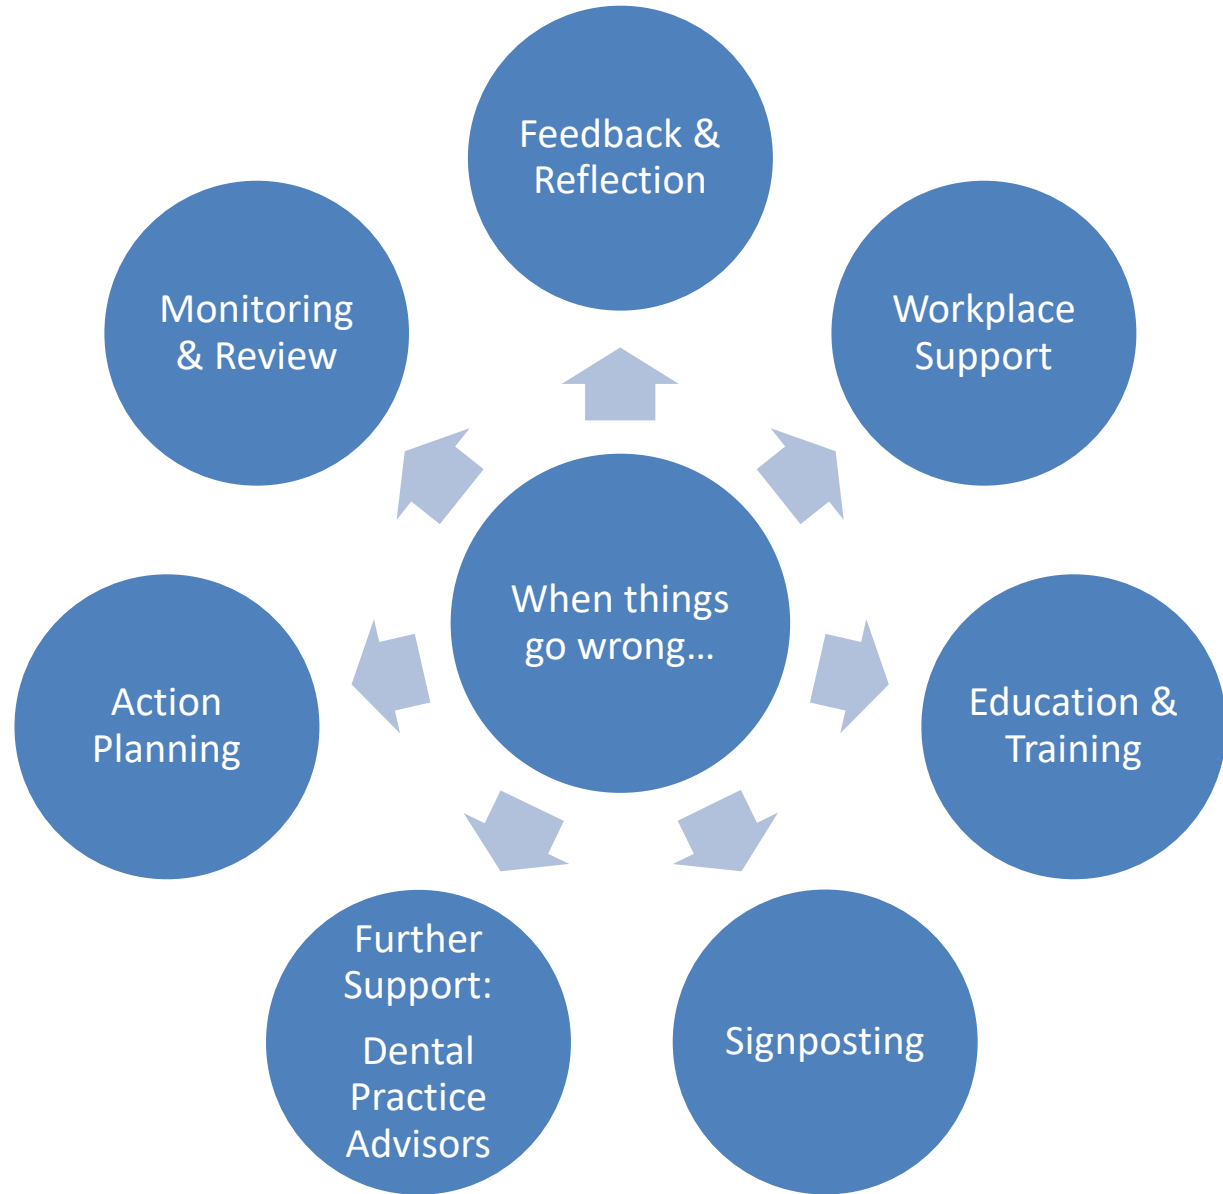 Feedback &
Reflection
Monitoring
& Review
Workplace
Support
When things
go wrong...
Action
Planning
Education &
Training
Further
Support:
Dental
Practice
Advisors
Signposting